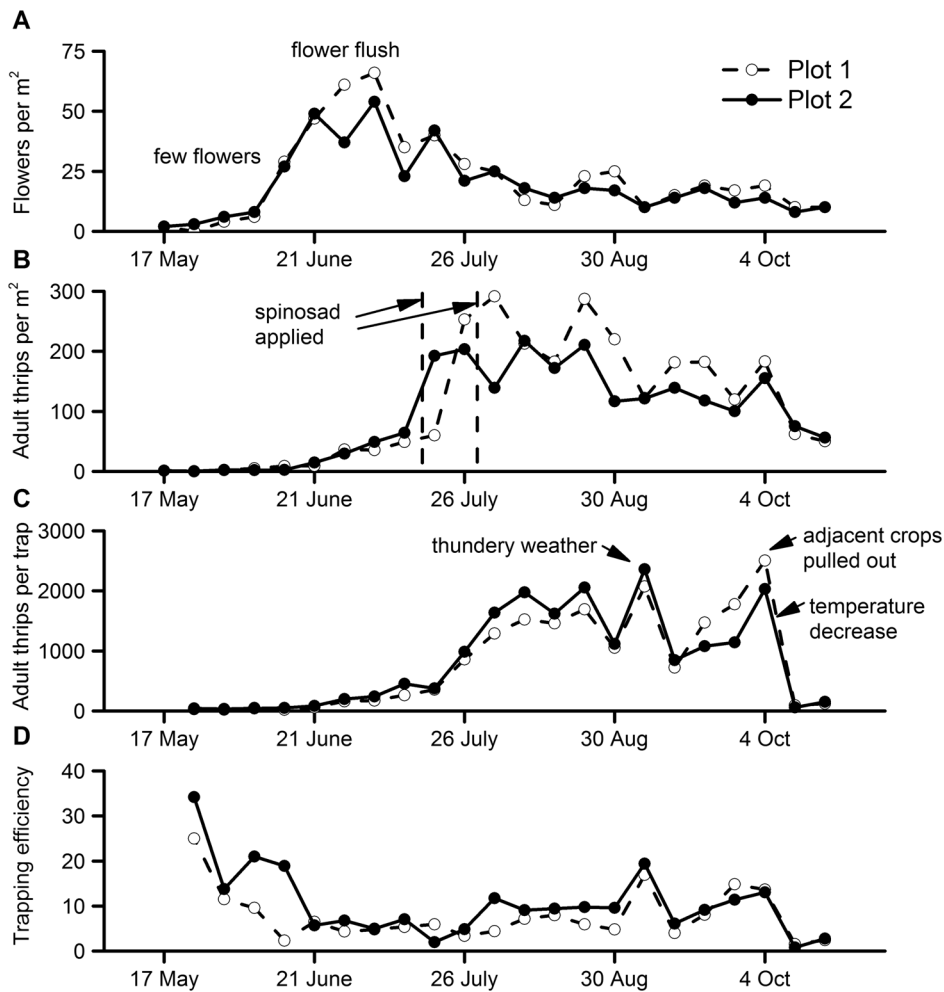 A
Flowers per m²
75
50
25
0
flower flush
few flowers
Plot 1
Plot 2
17 May 21 June 26 July 30 Aug 4 Oct
B
Adult thrips per m²
300
200
100
0
spinosad
applied
17 May 21 June 26 July 30 Aug 4 Oct
C
Adult thrips per trap
3000
2000
1000
0
thundery weather
adjacent crops
pulled out
temperature
decrease
17 May 21 June 26 July 30 Aug 4 Oct
D
Trapping efficiency
40
30
20
10
0
17 May 21 June 26 July 30 Aug 4 Oct